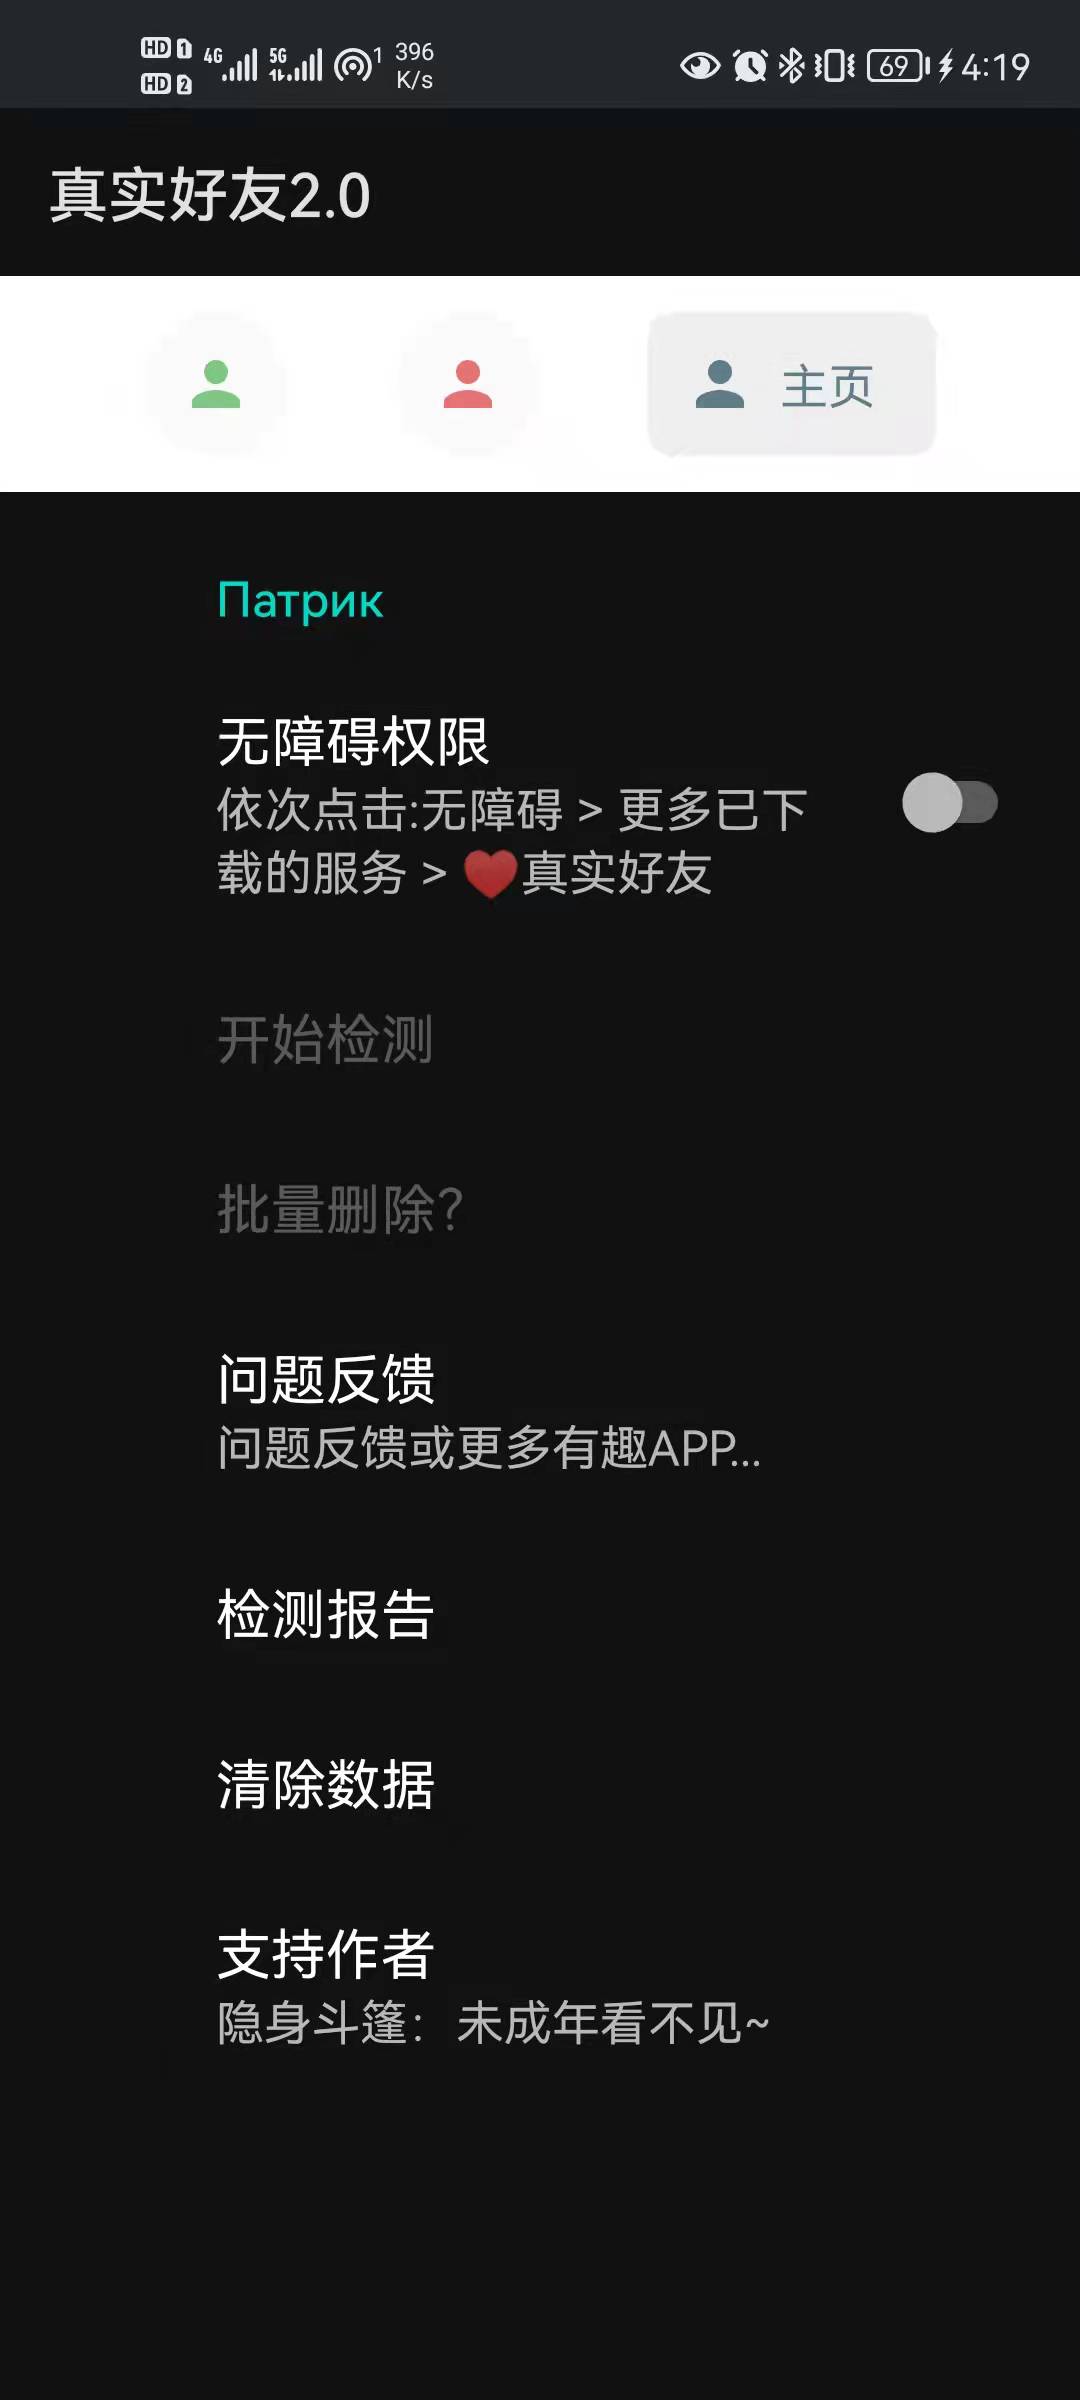 HD 1 4G 5G 1 396
HD 2 K/s 69 4:19
真实好友2.0
主页
Патрик
无障碍权限
依次点击:无障碍 > 更多已下
载的服务 > ❤️真实好友
开始检测
批量删除?
问题反馈
问题反馈或更多有趣APP...
检测报告
清除数据
支持作者
隐身斗篷：未成年看不见~